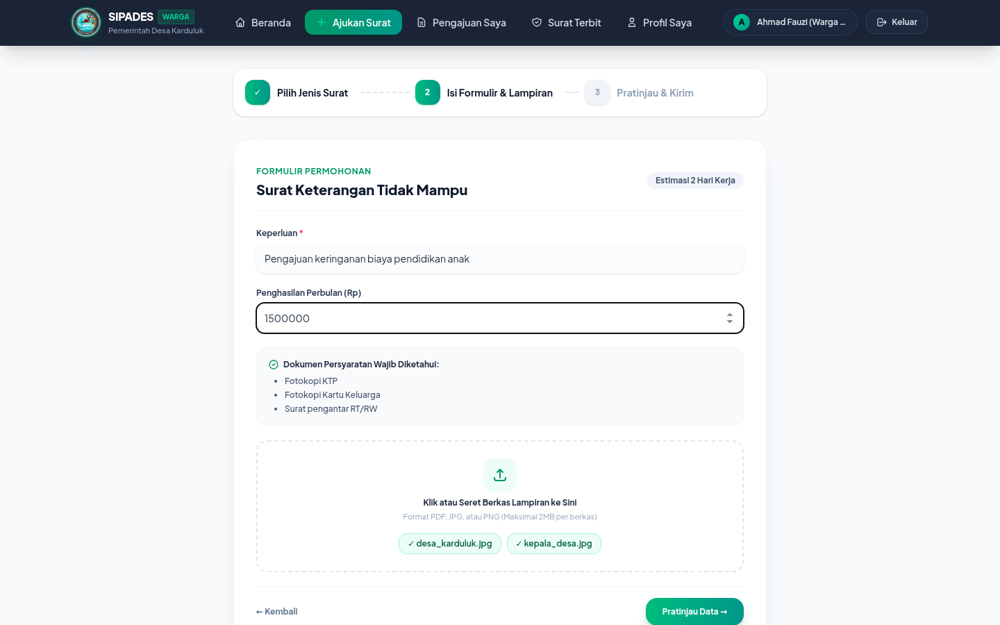 SIPADES WARGA
Pemerintah Desa Karduluk
Beranda
Ajukan Surat
Pengajuan Saya
Surat Terbit
Profil Saya
A Ahmad Fauzi (Warga ...
Keluar
✓ Pilih Jenis Surat
2 Isi Formulir & Lampiran
3 Pratinjau & Kirim
FORMULIR PERMOHONAN
Surat Keterangan Tidak Mampu
Estimasi 2 Hari Kerja
Keperluan *
Pengajuan keringanan biaya pendidikan anak
Penghasilan Perbulan (Rp)
1500000
Dokumen Persyaratan Wajib Diketahui:
• Fotokopi KTP
• Fotokopi Kartu Keluarga
• Surat pengantar RT/RW
Klik atau Seret Berkas Lampiran ke Sini
Format PDF, JPG, atau PNG (Maksimal 2MB per berkas)
✓ desa_karduluk.jpg
✓ kepala_desa.jpg
← Kembali
Pratinjau Data →